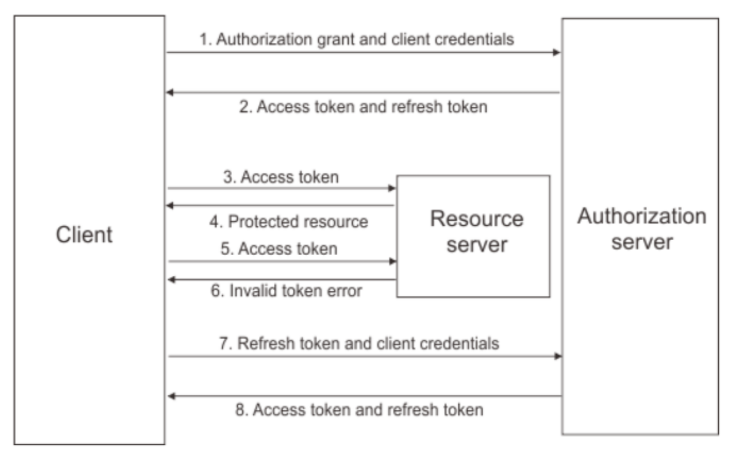 1. Authorization grant and client credentials
2. Access token and refresh token
3. Access token
4. Protected resource
5. Access token
6. Invalid token error
7. Refresh token and client credentials
8. Access token and refresh token
Client
Resource
server
Authorization
server